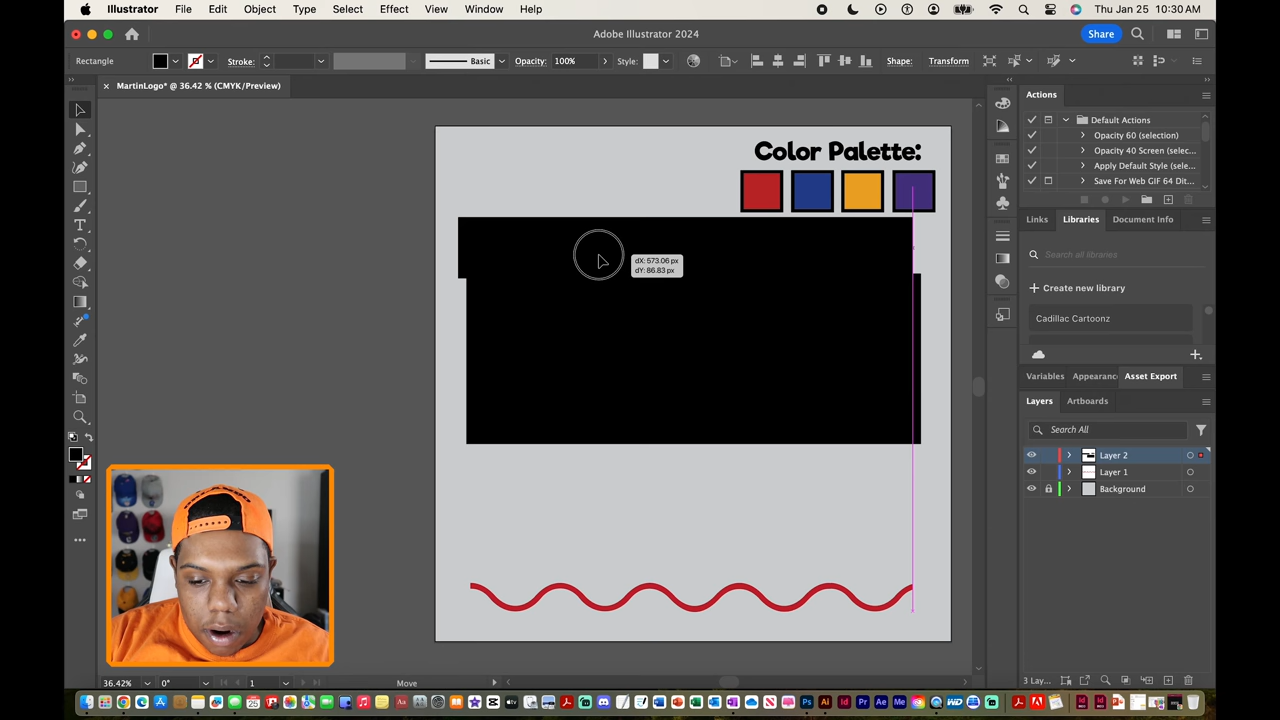 Illustrator File Edit Object Type Select Effect View Window Help
Thu Jan 25 10:30 AM
Adobe Illustrator 2024
Share
Rectangle
Stroke:
Basic
Opacity: 100%
Style:
Shape:
Transform
MartinLogo* @ 36.42 % (CMYK/Preview)
Color Palette:
dX: 573.06 px
dY: 86.83 px
Actions
Default Actions
Opacity 60 (selection)
Opacity 40 Screen (selec...
Apply Default Style (sele...
Save For Web GIF 64 Dit...
Links Libraries Document Info
Search all libraries
Create new library
Cadillac Cartoonz
Variables Appearanc Asset Export
Layers Artboards
Search All
Layer 2
Layer 1
Background
36.42% 0° 1 Move
3 Lay...